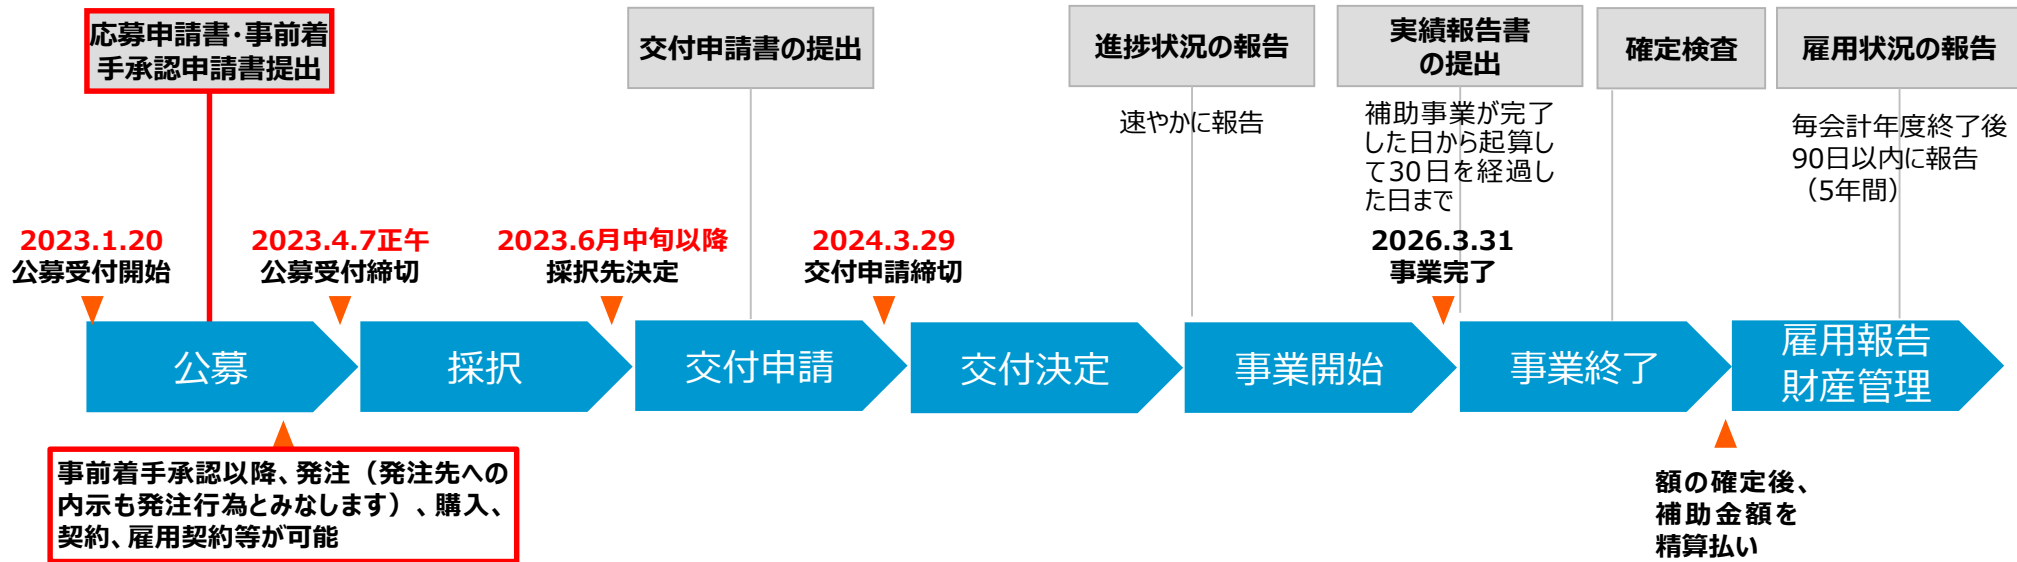 応募申請書・事前着
手承認申請書提出
交付申請書の提出
進捗状況の報告
実績報告書
の提出
確定検査
雇用状況の報告
速やかに報告
補助事業が完了
した日から起算し
て30日を経過し
た日まで
毎会計年度終了後
90日以内に報告
（5年間）
2023.1.20
公募受付開始
2023.4.7正午
公募受付締切
2023.6月中旬以降
採択先決定
2024.3.29
交付申請締切
2026.3.31
事業完了
公募
採択
交付申請
交付決定
事業開始
事業終了
雇用報告
財産管理
事前着手承認以降、発注（発注先への
内示も発注行為とみなします）、購入、
契約、雇用契約等が可能
額の確定後、
補助金額を
精算払い